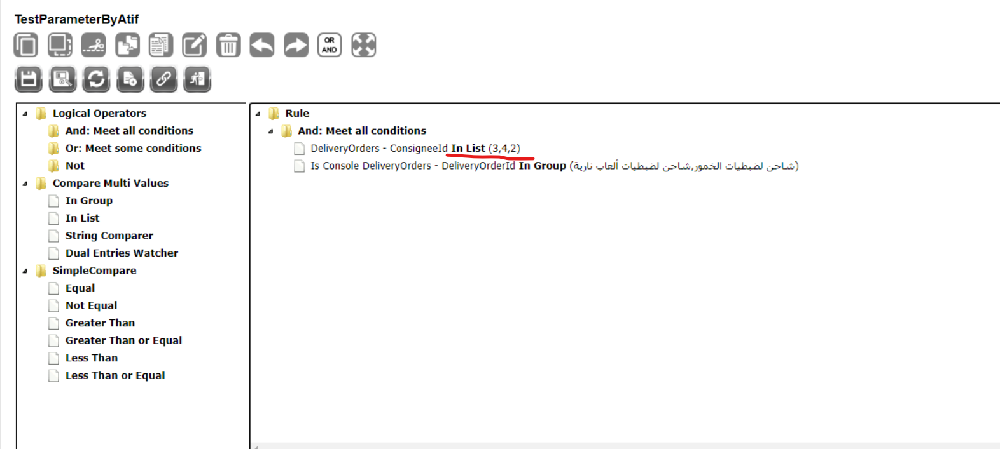 TestParameterByAtif
OR
AND
Logical Operators
And: Meet all conditions
Or: Meet some conditions
Not
Compare Multi Values
In Group
In List
String Comparer
Dual Entries Watcher
SimpleCompare
Equal
Not Equal
Greater Than
Greater Than or Equal
Less Than
Less Than or Equal
Rule
And: Meet all conditions
DeliveryOrders - ConsigneeId In List (3,4,2)
Is Console DeliveryOrders - DeliveryOrderId In Group (شاحن لضبطيات الخمور,شاحن لضبطيات ألعاب نارية)